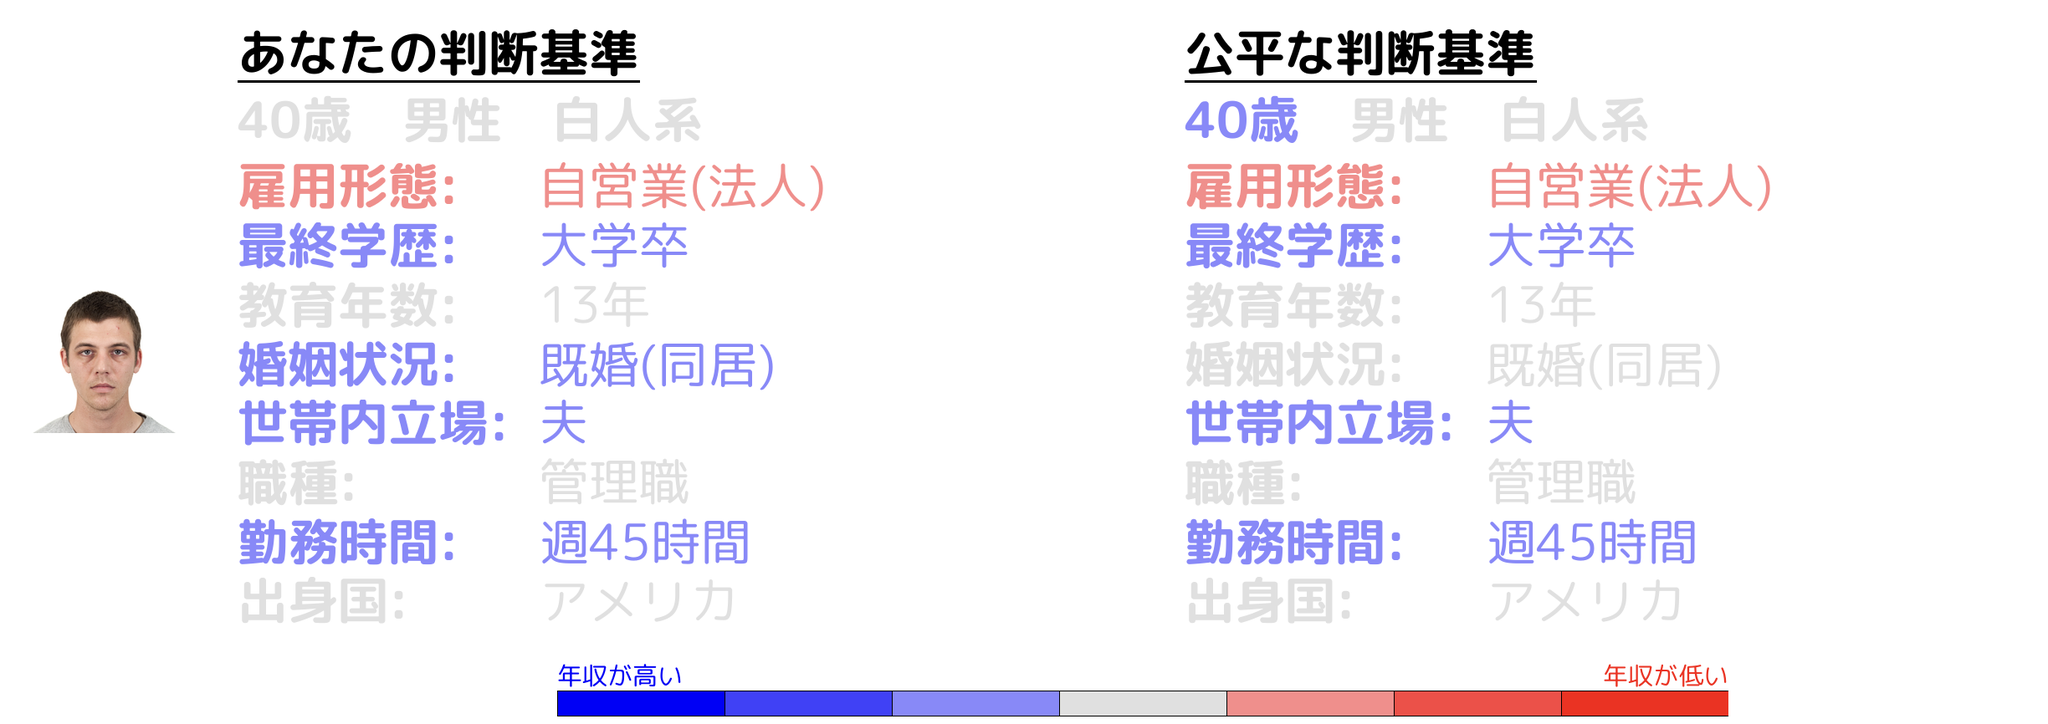 あなたの判断基準
40歳 男性 白人系
雇用形態: 自営業(法人)
最終学歴: 大学卒
教育年数: 13年
婚姻状況: 既婚(同居)
世帯内立場: 夫
職種: 管理職
勤務時間: 週45時間
出身国: アメリカ
公平な判断基準
40歳 男性 白人系
雇用形態: 自営業(法人)
最終学歴: 大学卒
教育年数: 13年
婚姻状況: 既婚(同居)
世帯内立場: 夫
職種: 管理職
勤務時間: 週45時間
出身国: アメリカ
年収が高い 年収が低い